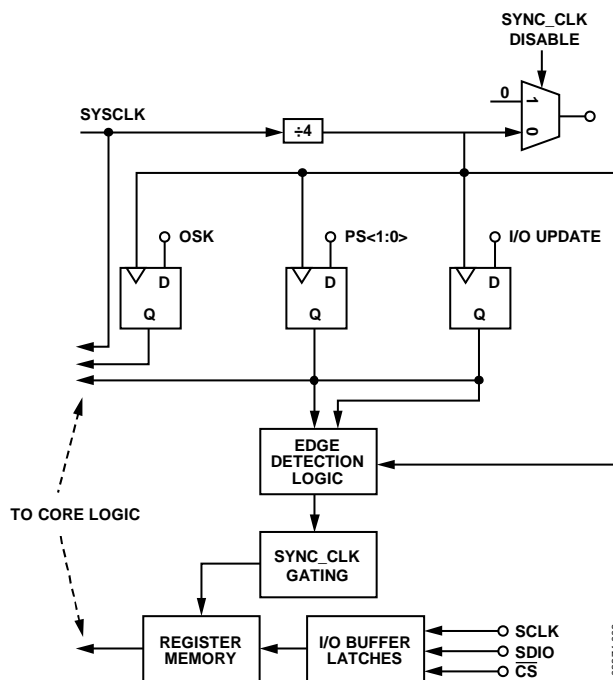 SYNC_CLK
DISABLE
0
1
0
SYSCLK
÷4
OSK
PS<1:0>
I/O UPDATE
D
D
D
Q
Q
Q
EDGE
DETECTION
LOGIC
TO CORE LOGIC
SYNC_CLK
GATING
REGISTER
MEMORY
I/O BUFFER
LATCHES
SCLK
SDIO
CS